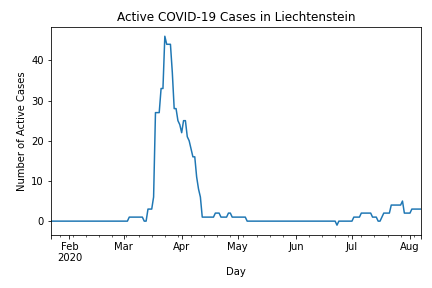 Active COVID-19 Cases in Liechtenstein
Number of Active Cases
40
30
20
10
0
Feb Mar Apr May Jun Jul Aug
2020
Day